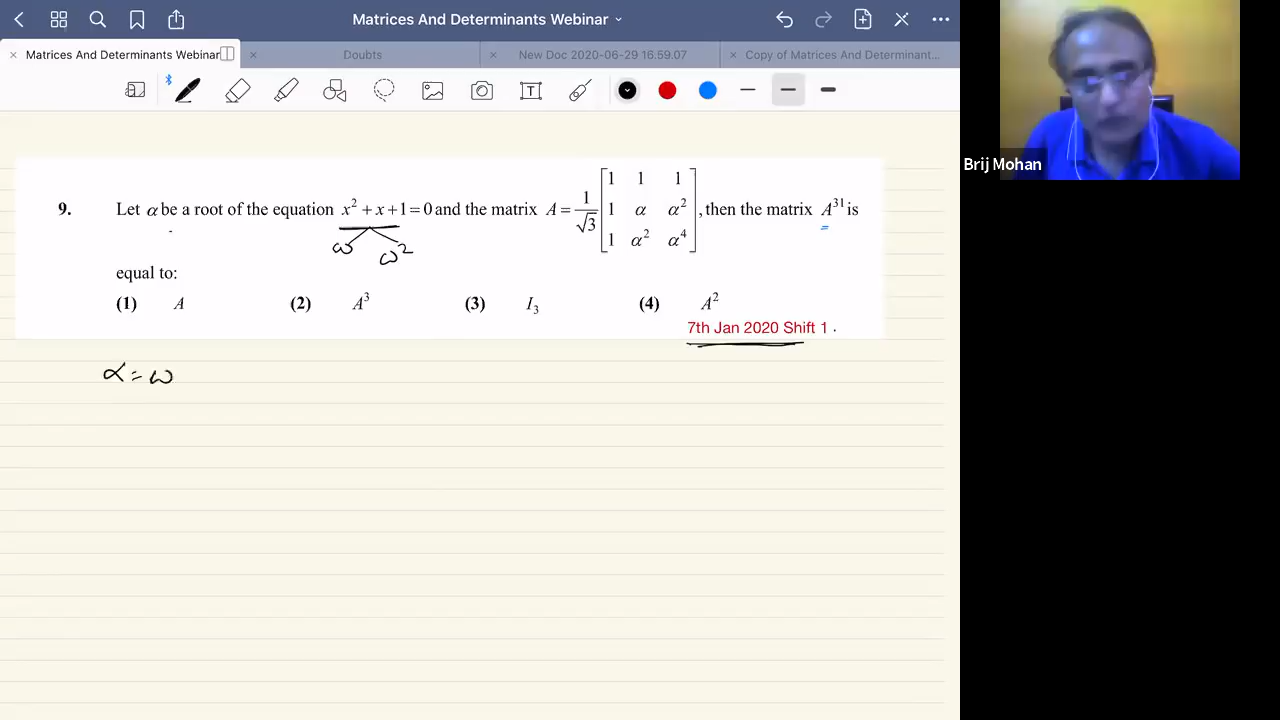 Matrices And Determinants Webinar
Matrices And Determinants Webinar
Doubts
New Doc 2020-06-29 16:59.07
Copy of Matrices And Determinant...
T
Brij Mohan
9. Let α be a root of the equation x² + x + 1 = 0 and the matrix A = 1/√3 [1 1 1; 1 α α²; 1 α² α⁴], then the matrix A³¹ is
ω ω²
equal to:
(1) A (2) A³ (3) I₃ (4) A²
7th Jan 2020 Shift 1
α = ω